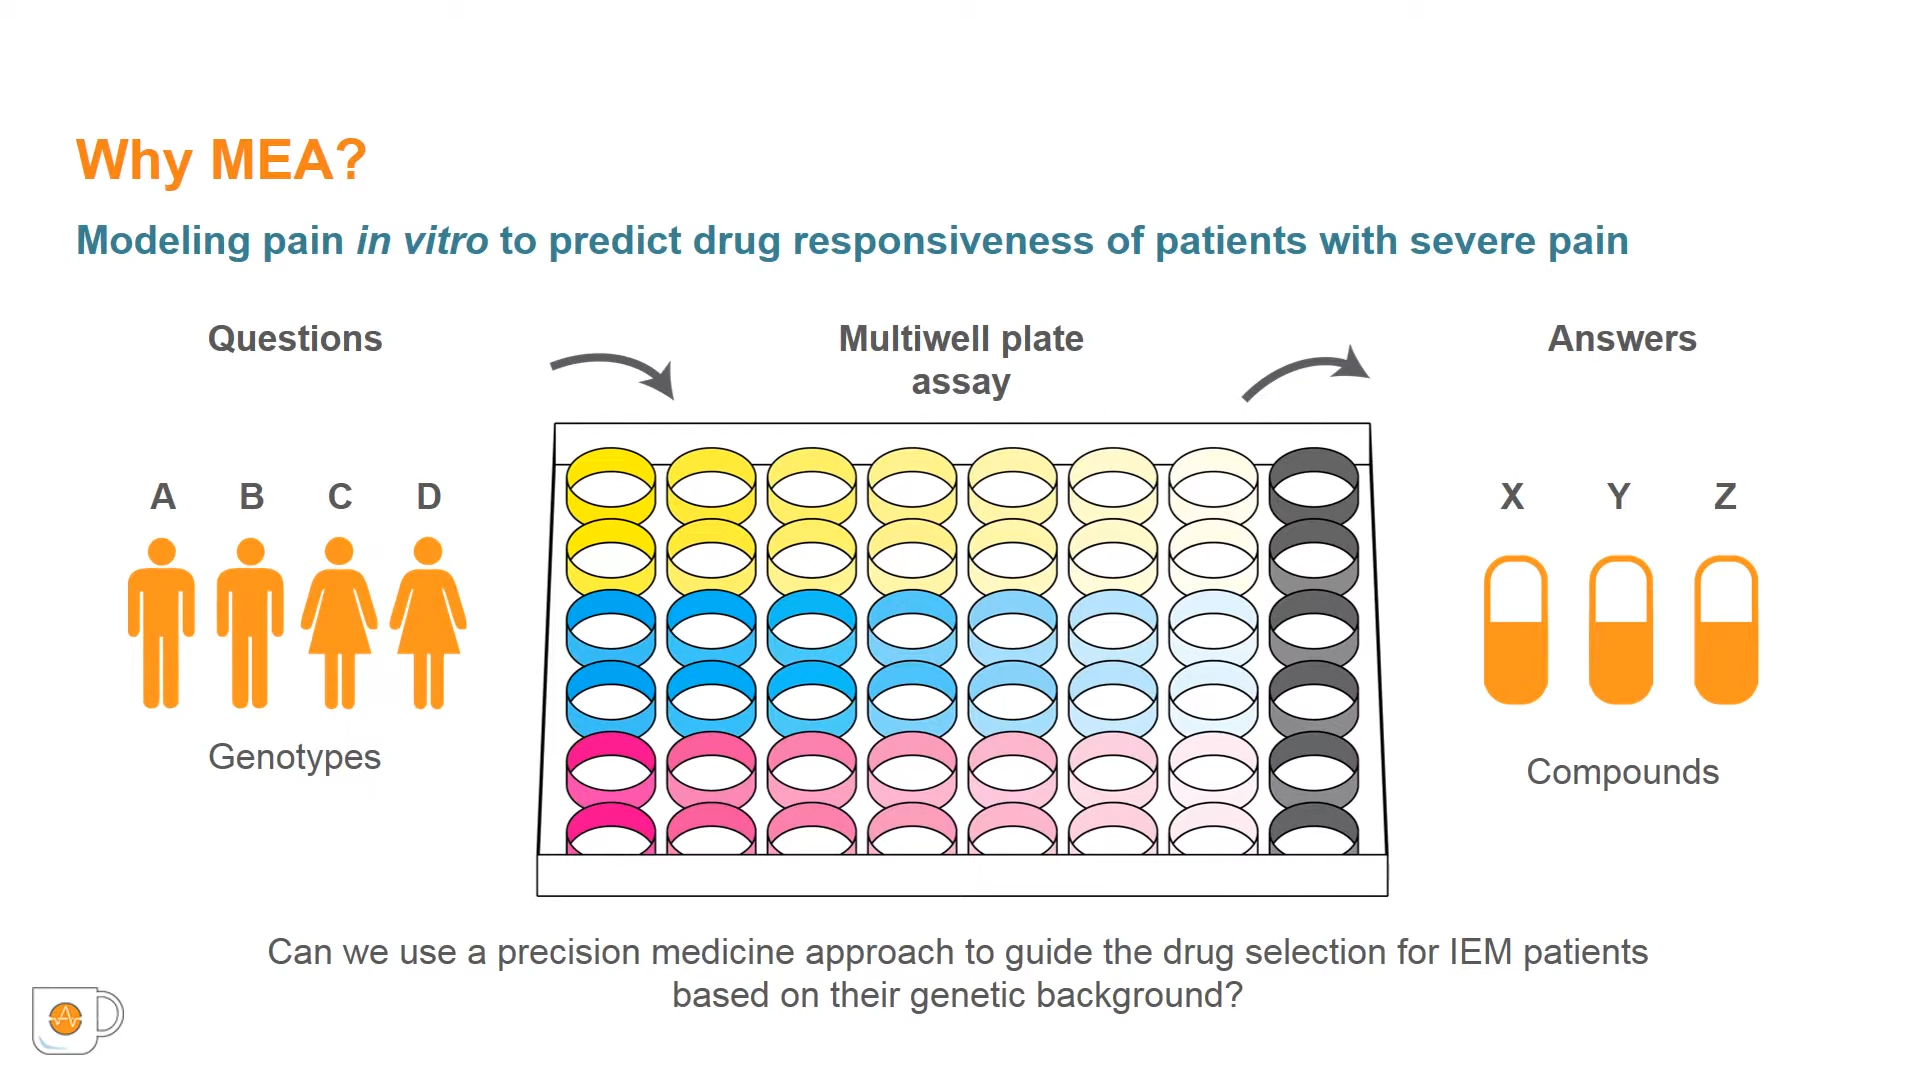 Why MEA?
Modeling pain in vitro to predict drug responsiveness of patients with severe pain
Questions
Multiwell plate
assay
Answers
A B C D
X Y Z
Genotypes
Compounds
Can we use a precision medicine approach to guide the drug selection for IEM patients
based on their genetic background?